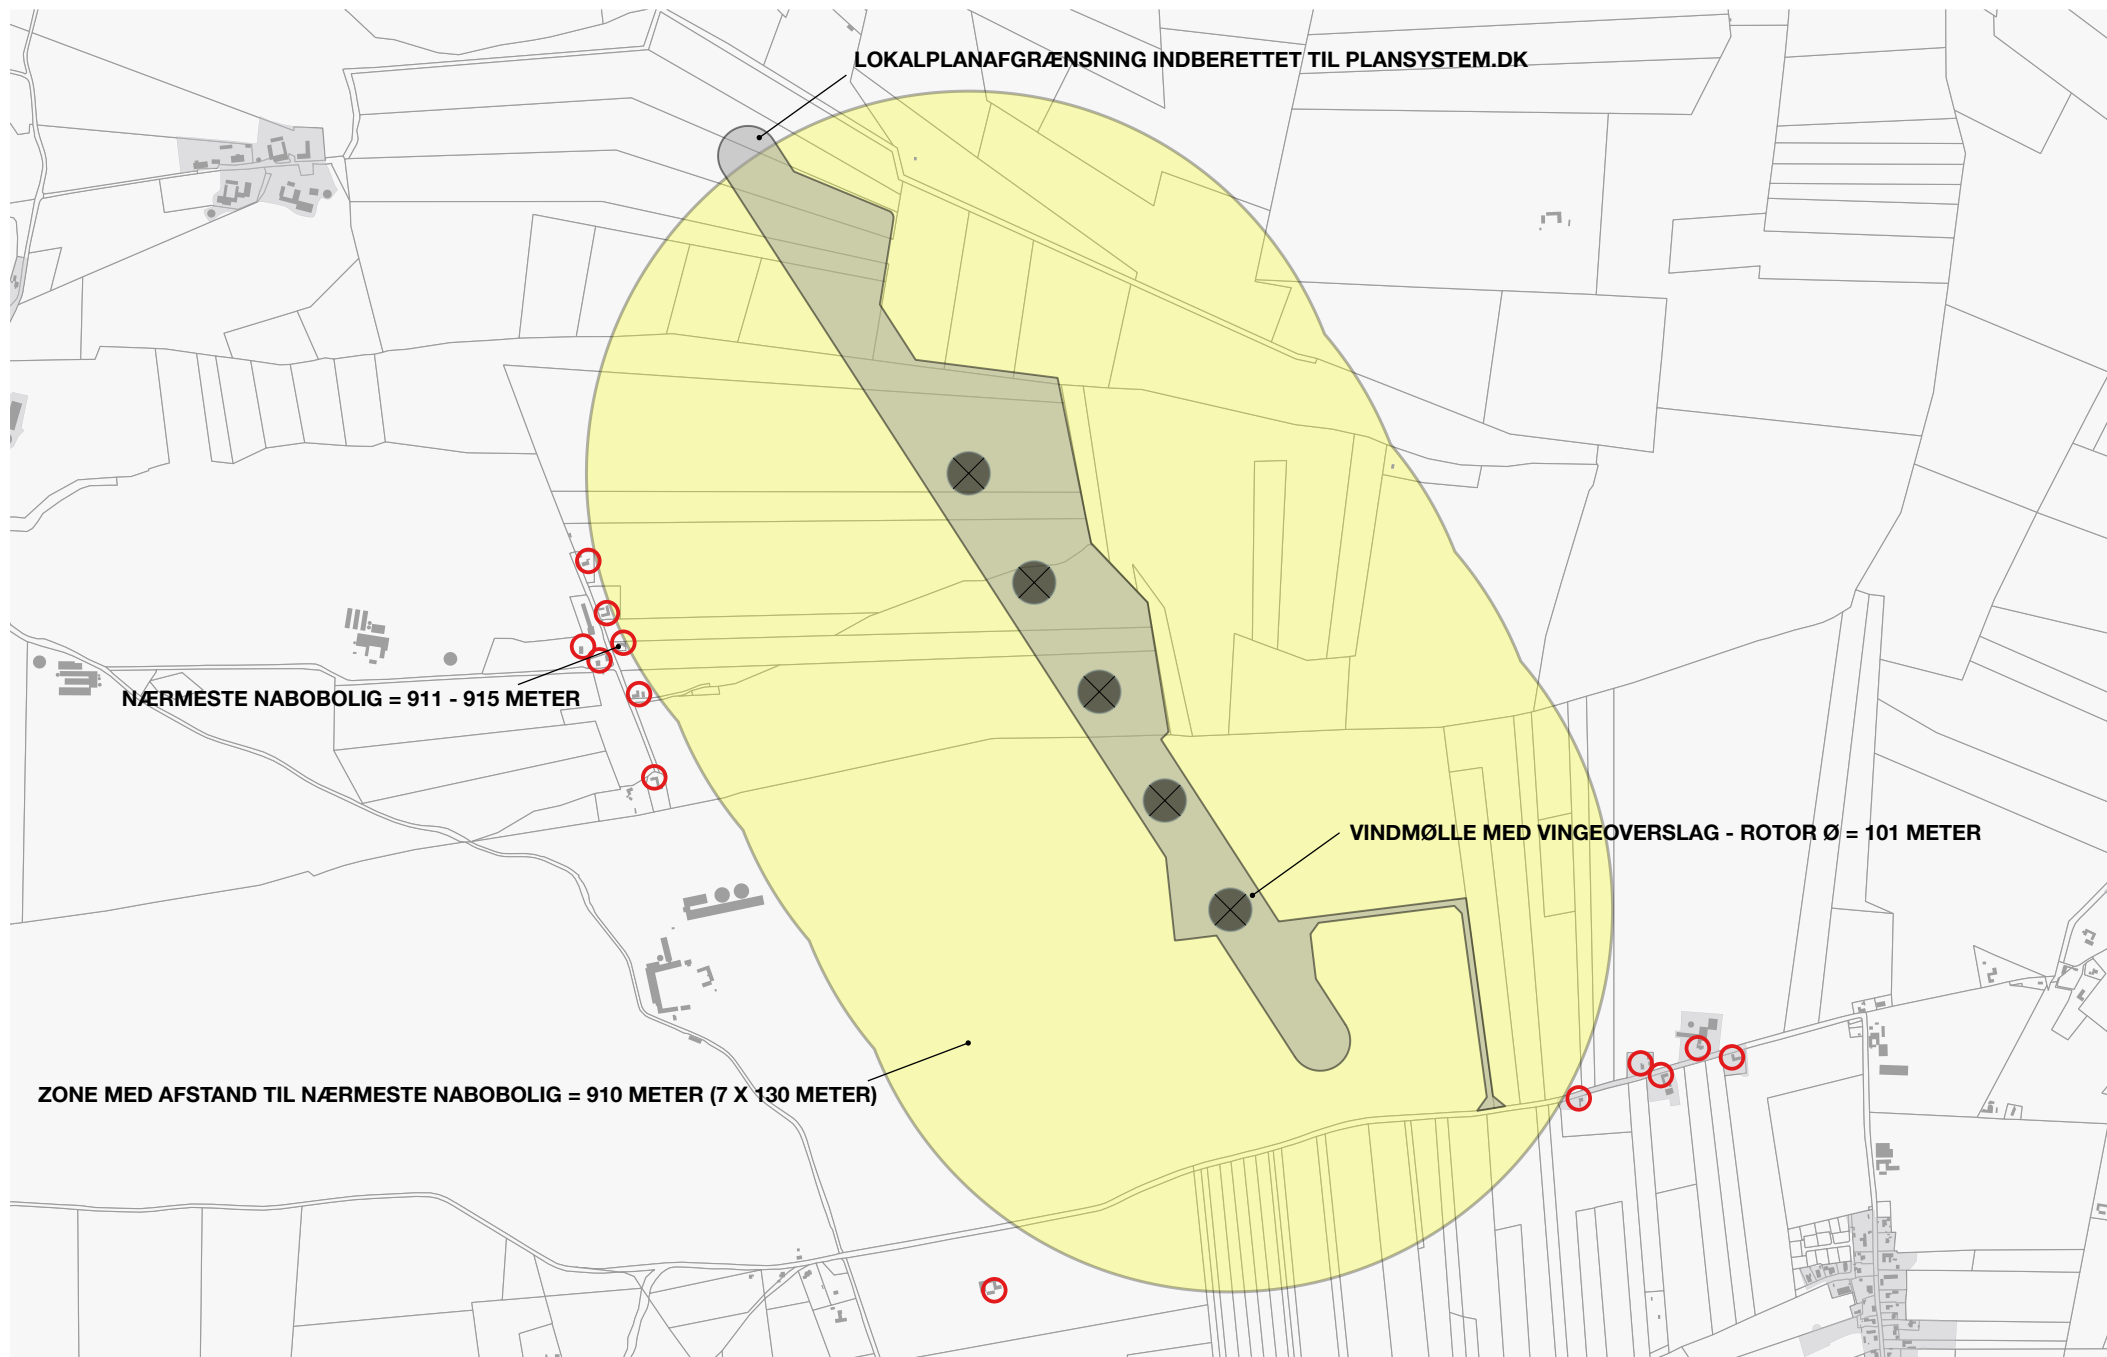 LOKALPLANAFGRÆNSNING INDBERETTET TIL PLANSYSTEM.DK
NÆRMESTE NABOBOLIG = 911 - 915 METER
VINDMØLLE MED VINGEOVERSLAG - ROTOR Ø = 101 METER
ZONE MED AFSTAND TIL NÆRMESTE NABOBOLIG = 910 METER (7 X 130 METER)